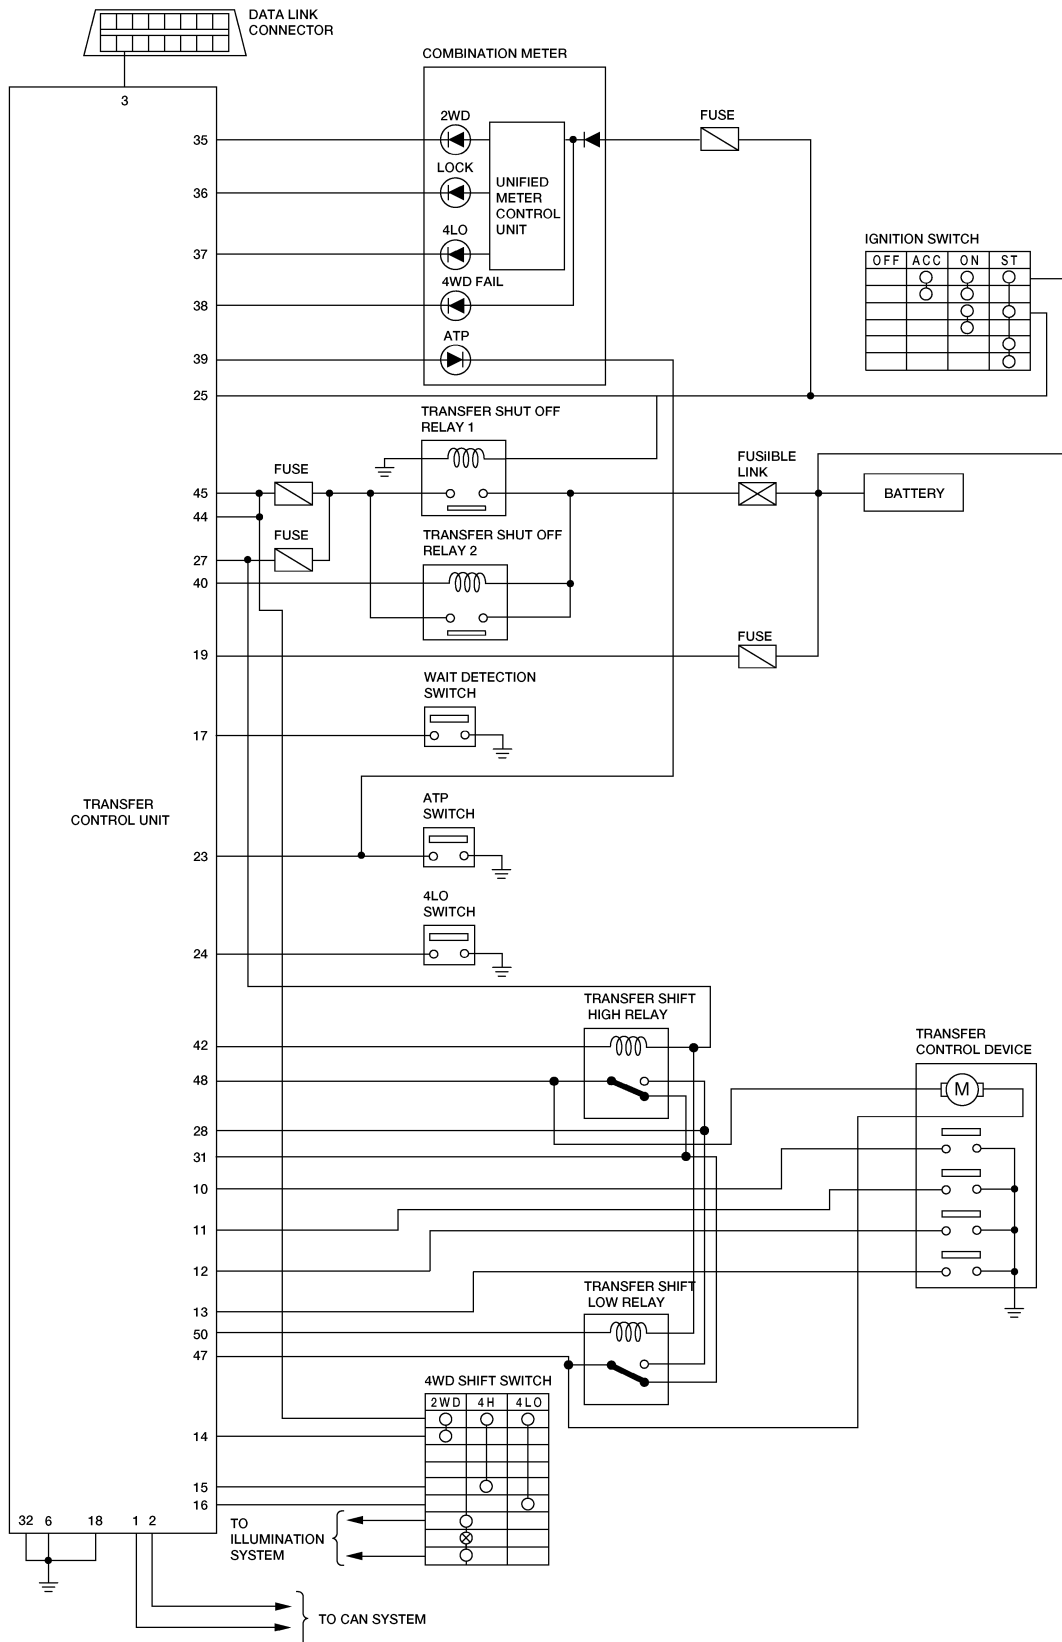 DATA LINK
CONNECTOR
3
COMBINATION METER
2WD
LOCK
4LO
4WD FAIL
ATP
UNIFIED
METER
CONTROL
UNIT
FUSE
IGNITION SWITCH
OFF ACC ON ST
35
36
37
38
39
25
TRANSFER SHUT OFF
RELAY 1
FUSE
45
44
FUSE
27
40
TRANSFER SHUT OFF
RELAY 2
FUSiIBLE
LINK
BATTERY
19
FUSE
WAIT DETECTION
SWITCH
17
TRANSFER
CONTROL UNIT
ATP
SWITCH
23
4LO
SWITCH
24
TRANSFER SHIFT
HIGH RELAY
42
48
28
31
10
11
12
13
50
47
TRANSFER
CONTROL DEVICE
M
TRANSFER SHIFT
LOW RELAY
4WD SHIFT SWITCH
2WD 4H 4LO
14
15
16
TO
ILLUMINATION
SYSTEM
32 6 18 1 2
TO CAN SYSTEM